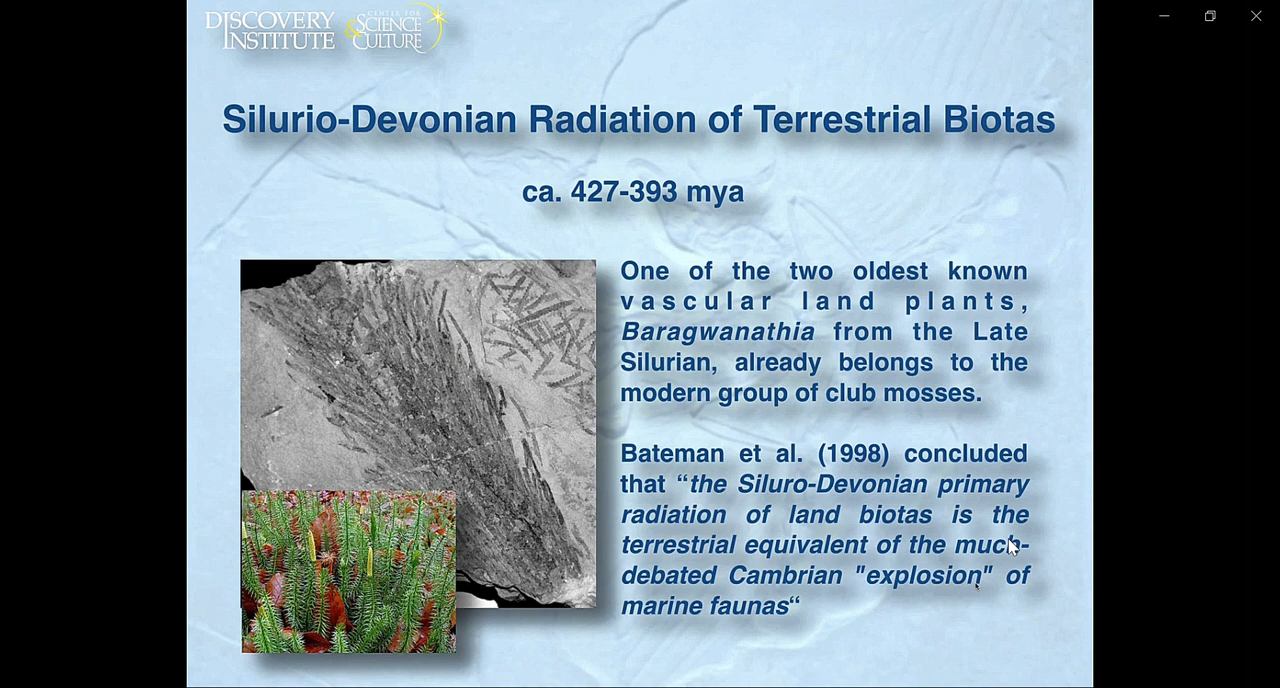 DISCOVERY
INSTITUTE
CENTER FOR
SCIENCE
& CULTURE
Silurio-Devonian Radiation of Terrestrial Biotas
ca. 427-393 mya
One of the two oldest known
vascular land plants,
Baragwanathia from the Late
Silurian, already belongs to the
modern group of club mosses.
Bateman et al. (1998) concluded
that “the Siluro-Devonian primary
radiation of land biotas is the
terrestrial equivalent of the much-
debated Cambrian "explosion" of
marine faunas“